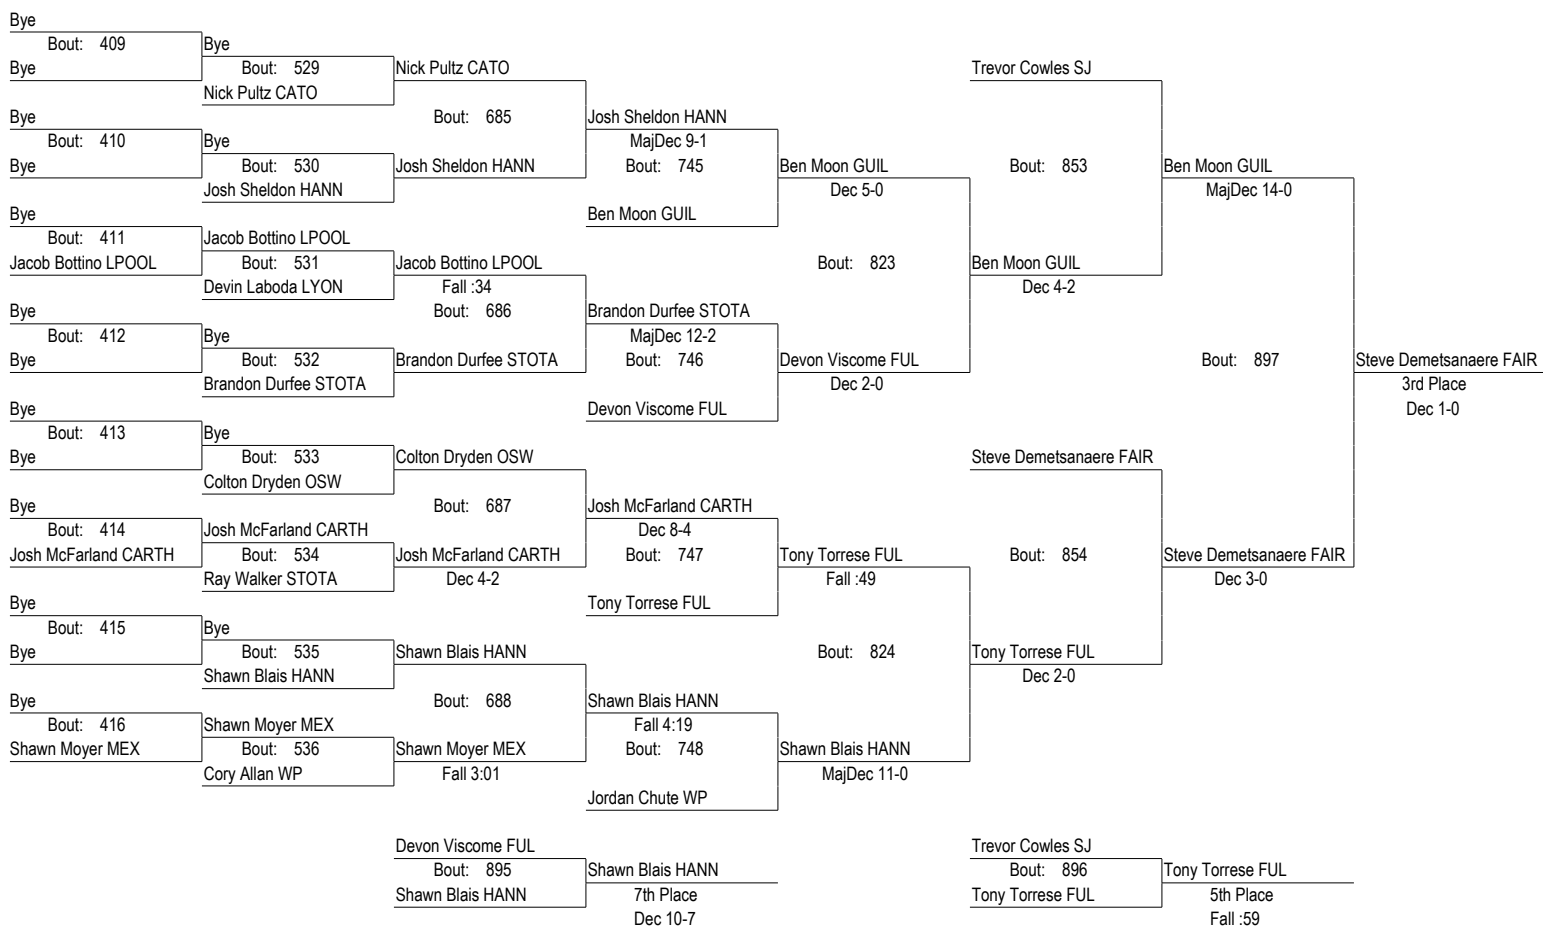 Bye
Bout: 409
Bye
Bye
Bout: 529
Nick Pultz CATO
Nick Pultz CATO
Trevor Cowles SJ
Bye
Bout: 410
Bye
Bye
Bout: 530
Josh Sheldon HANN
Bout: 685
Josh Sheldon HANN
Josh Sheldon HANN
MajDec 9-1
Bout: 745
Ben Moon GUIL
Ben Moon GUIL
Dec 5-0
Bout: 853
Ben Moon GUIL
MajDec 14-0
Bye
Bout: 411
Jacob Bottino LPOOL
Jacob Bottino LPOOL
Bout: 531
Devin Laboda LYON
Jacob Bottino LPOOL
Fall :34
Bout: 686
Bout: 823
Ben Moon GUIL
Dec 4-2
Bye
Bout: 412
Bye
Bye
Bout: 532
Brandon Durfee STOTA
Brandon Durfee STOTA
Brandon Durfee STOTA
MajDec 12-2
Bout: 746
Devon Viscome FUL
Devon Viscome FUL
Dec 2-0
Bout: 897
Steve Demetsanaere FAIR
3rd Place
Dec 1-0
Bye
Bout: 413
Bye
Bye
Bout: 533
Colton Dryden OSW
Colton Dryden OSW
Steve Demetsanaere FAIR
Bye
Bout: 414
Josh McFarland CARTH
Josh McFarland CARTH
Bout: 534
Ray Walker STOTA
Bout: 687
Josh McFarland CARTH
Dec 4-2
Josh McFarland CARTH
Dec 8-4
Bout: 747
Tony Torrese FUL
Tony Torrese FUL
Fall :49
Bout: 854
Steve Demetsanaere FAIR
Dec 3-0
Bye
Bout: 415
Bye
Bye
Bout: 535
Shawn Blais HANN
Shawn Blais HANN
Bout: 824
Tony Torrese FUL
Dec 2-0
Bye
Bout: 416
Shawn Moyer MEX
Shawn Moyer MEX
Bout: 536
Cory Allan WP
Bout: 688
Shawn Moyer MEX
Fall 3:01
Shawn Blais HANN
Fall 4:19
Bout: 748
Jordan Chute WP
Shawn Blais HANN
MajDec 11-0
Devon Viscome FUL
Bout: 895
Shawn Blais HANN
Shawn Blais HANN
7th Place
Dec 10-7
Trevor Cowles SJ
Bout: 896
Tony Torrese FUL
Tony Torrese FUL
5th Place
Fall :59